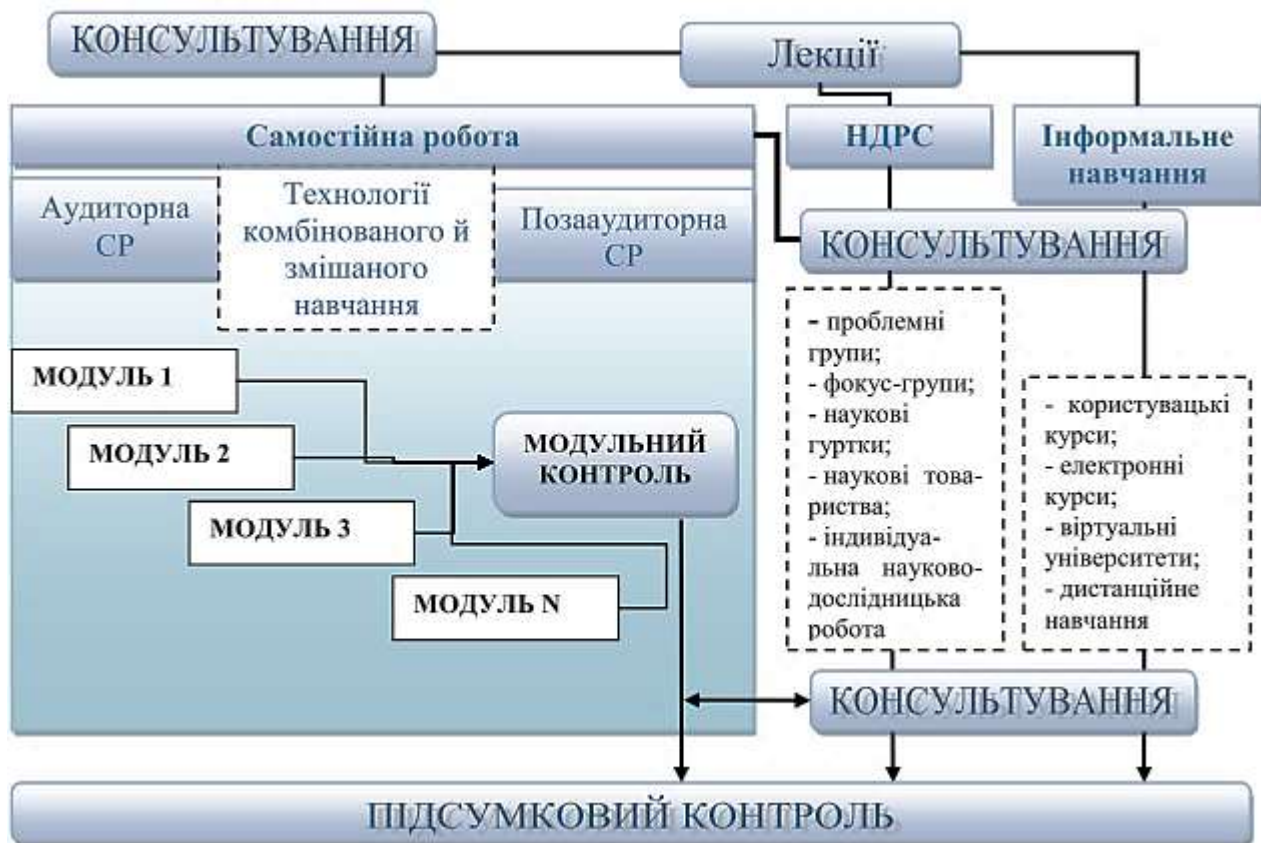 КОНСУЛЬТУВАННЯ
Лекції
Самостійна робота
НДРС
Інформальне
навчання
Аудиторна
СР
Технології
комбінованого й
змішаного
навчання
Позааудиторна
СР
КОНСУЛЬТУВАННЯ
- проблемні
групи;
- фокус-групи;
- наукові
гуртки;
- наукові това-
риства;
- індивідуа-
льна науково-
дослідницька
робота
- користувацькі
курси;
- електронні
курси;
- віртуальні
університети;
- дистанційне
навчання
МОДУЛЬ 1
МОДУЛЬ 2
МОДУЛЬ 3
МОДУЛЬ N
МОДУЛЬНИЙ
КОНТРОЛЬ
КОНСУЛЬТУВАННЯ
ПІДСУМКОВИЙ КОНТРОЛЬ